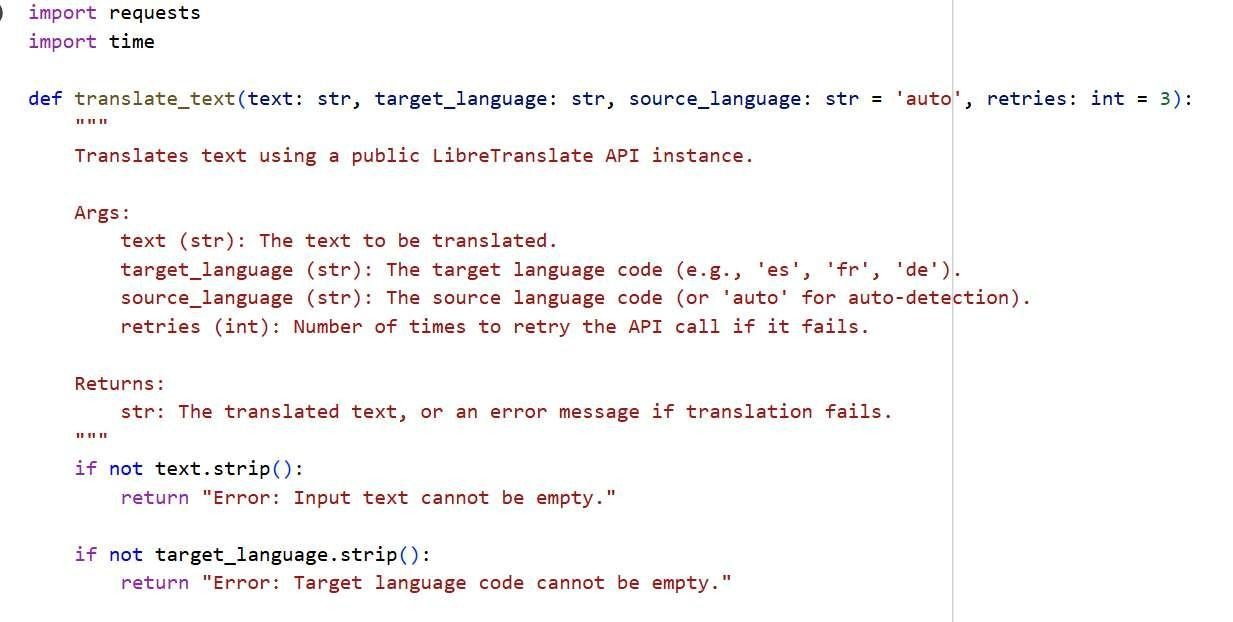 import requests
import time
def translate_text(text: str, target_language: str, source_language: str = 'auto', retries: int = 3):
    """
    Translates text using a public LibreTranslate API instance.
    Args:
        text (str): The text to be translated.
        target_language (str): The target language code (e.g., 'es', 'fr', 'de').
        source_language (str): The source language code (or 'auto' for auto-detection).
        retries (int): Number of times to retry the API call if it fails.
    Returns:
        str: The translated text, or an error message if translation fails.
    """
    if not text.strip():
        return "Error: Input text cannot be empty."
    if not target_language.strip():
        return "Error: Target language code cannot be empty."